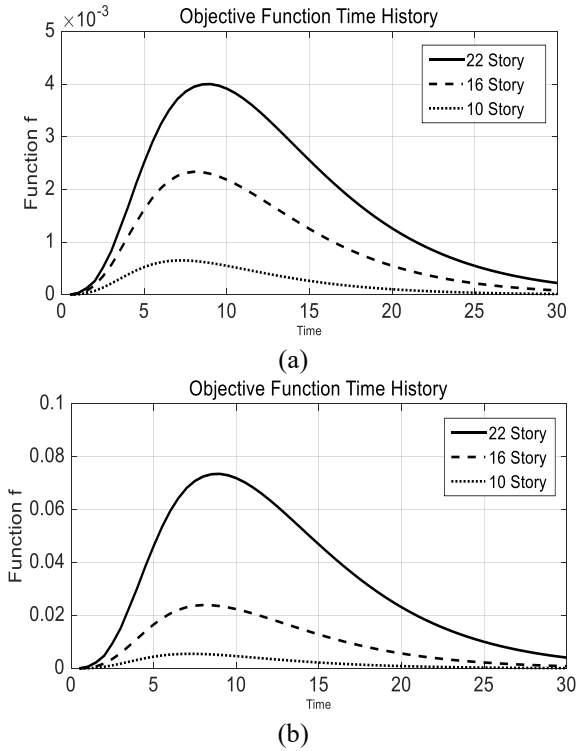 Objective Function Time History
×10⁻³
5
4
3
2
1
0
Function f
22 Story
16 Story
10 Story
0 5 10 15 20 25 30
Time
(a)
Objective Function Time History
0.1
0.08
0.06
0.04
0.02
0
Function f
22 Story
16 Story
10 Story
0 5 10 15 20 25 30
Time
(b)